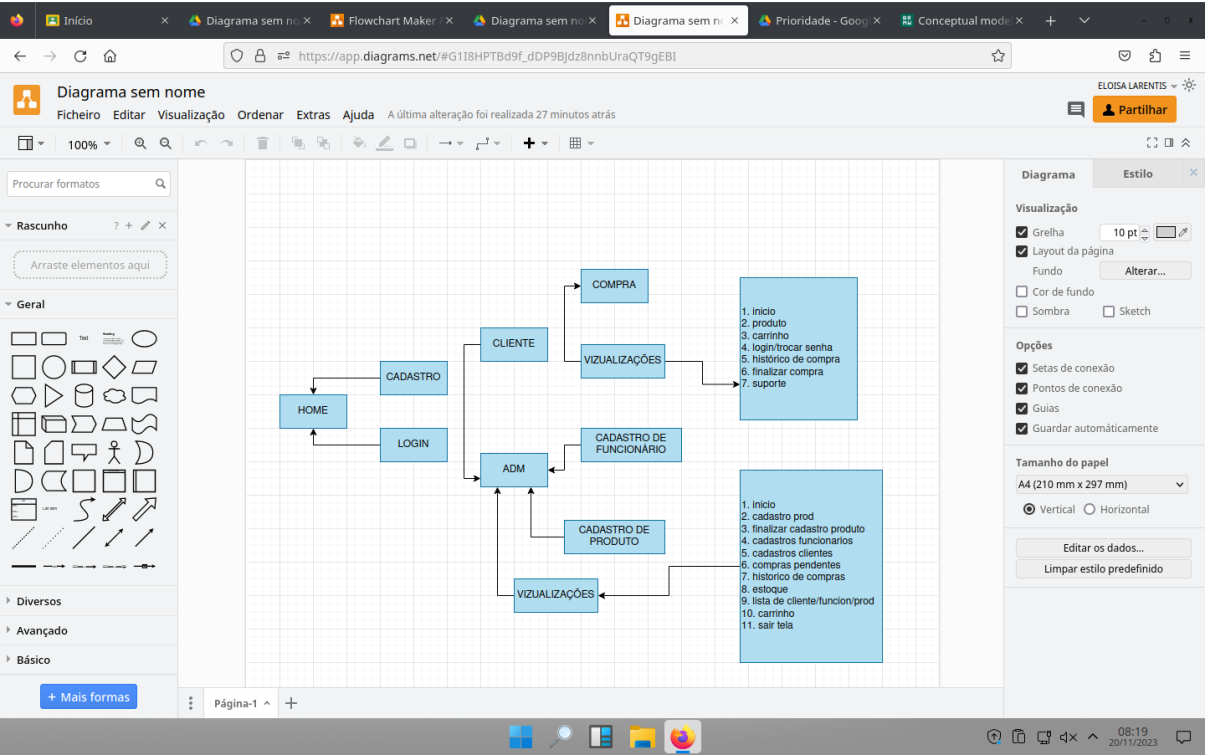 Início
Diagrama sem no
Flowchart Maker &
Diagrama sem no
Diagrama sem n
Prioridade - Goog
Conceptual mode
https://app.diagrams.net/#G1I8HPTBd9f_dDP9BJdz8nnbUraQT9gEBI
Diagrama sem nome
ELOISA LARENTIS
Ficheiro Editar Visualização Ordenar Extras Ajuda A última alteração foi realizada 27 minutos atrás
Partilhar
100%
Procurar formatos
Rascunho
Arraste elementos aqui
Geral
Text
Heading
List Item
Diversos
Avançado
Básico
+ Mais formas
COMPRA
CLIENTE
VIZUALIZAÇÕES
CADASTRO
HOME
LOGIN
1. inicio
2. produto
3. carrinho
4. login/trocar senha
5. histórico de compra
6. finalizar compra
7. suporte
CADASTRO DE
FUNCIONÁRIO
ADM
CADASTRO DE
PRODUTO
VIZUALIZAÇÕES
1. inicio
2. cadastro prod
3. finalizar cadastro produto
4. cadastros funcionarios
5. cadastros clientes
6. compras pendentes
7. historico de compras
8. estoque
9. lista de cliente/funcion/prod
10. carrinho
11. sair tela
Diagrama Estilo
Visualização
Grelha 10 pt
Layout da página
Fundo Alterar...
Cor de fundo
Sombra Sketch
Opções
Setas de conexão
Pontos de conexão
Guias
Guardar automáticamente
Tamanho do papel
A4 (210 mm x 297 mm)
Vertical Horizontal
Editar os dados...
Limpar estilo predefinido
Página-1
08:19
20/11/2023